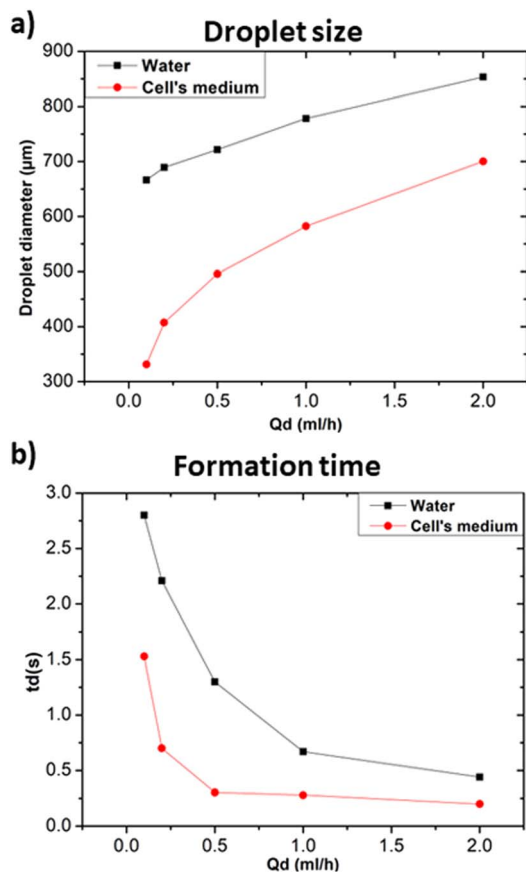 a)
Droplet size
Water
Cell's medium
Droplet diameter (μm)
900
800
700
600
500
400
300
0.0 0.5 1.0 1.5 2.0
Qd (ml/h)
b)
Formation time
Water
Cell's medium
td(s)
3.0
2.5
2.0
1.5
1.0
0.5
0.0
0.0 0.5 1.0 1.5 2.0
Qd (ml/h)